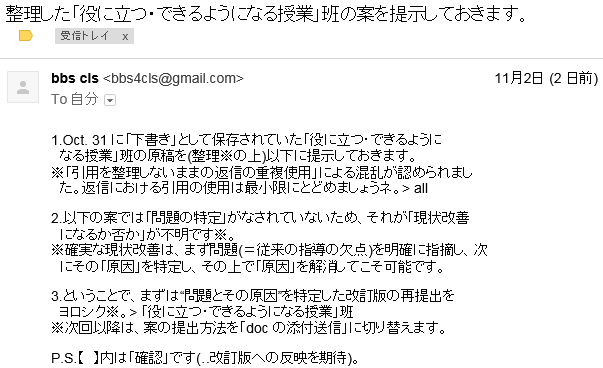 整理した「役に立つ・できるようになる授業」班の案を提示しておきます。
受信トレイ x
bbs cls <bbs4cls@gmail.com>
11月2日 (2 日前)
To 自分
1.Oct. 31に「下書き」として保存されていた「役に立つ・できるように
なる授業」班の原稿を(整理※の上)以下に提示しておきます。
※「引用を整理しないままの返信の重複使用」」による混乱が認められまし
た。返信における引用の使用は最小限にとどめましょうネ。> all
2.以下の案では「問題の特定」がなされていないため、それが「現状改善
になるか否か」が不明です※。
※確実な現状改善は、まず問題(=従来の指導の欠点)を明確に指摘し、次
にその「原因」を特定し、その上で「原因」を解消してこそ可能です。
3.ということで、まずは“問題とその原因”を特定した改訂版の再提出を
ヨロシク※。> 「役に立つ・できるようになる授業」班
※次回以降は、案の提出方法を「doc の添付送信」に切り替えます。
P.S.【　】内は「確認」です(‥改訂版への反映を期待)。